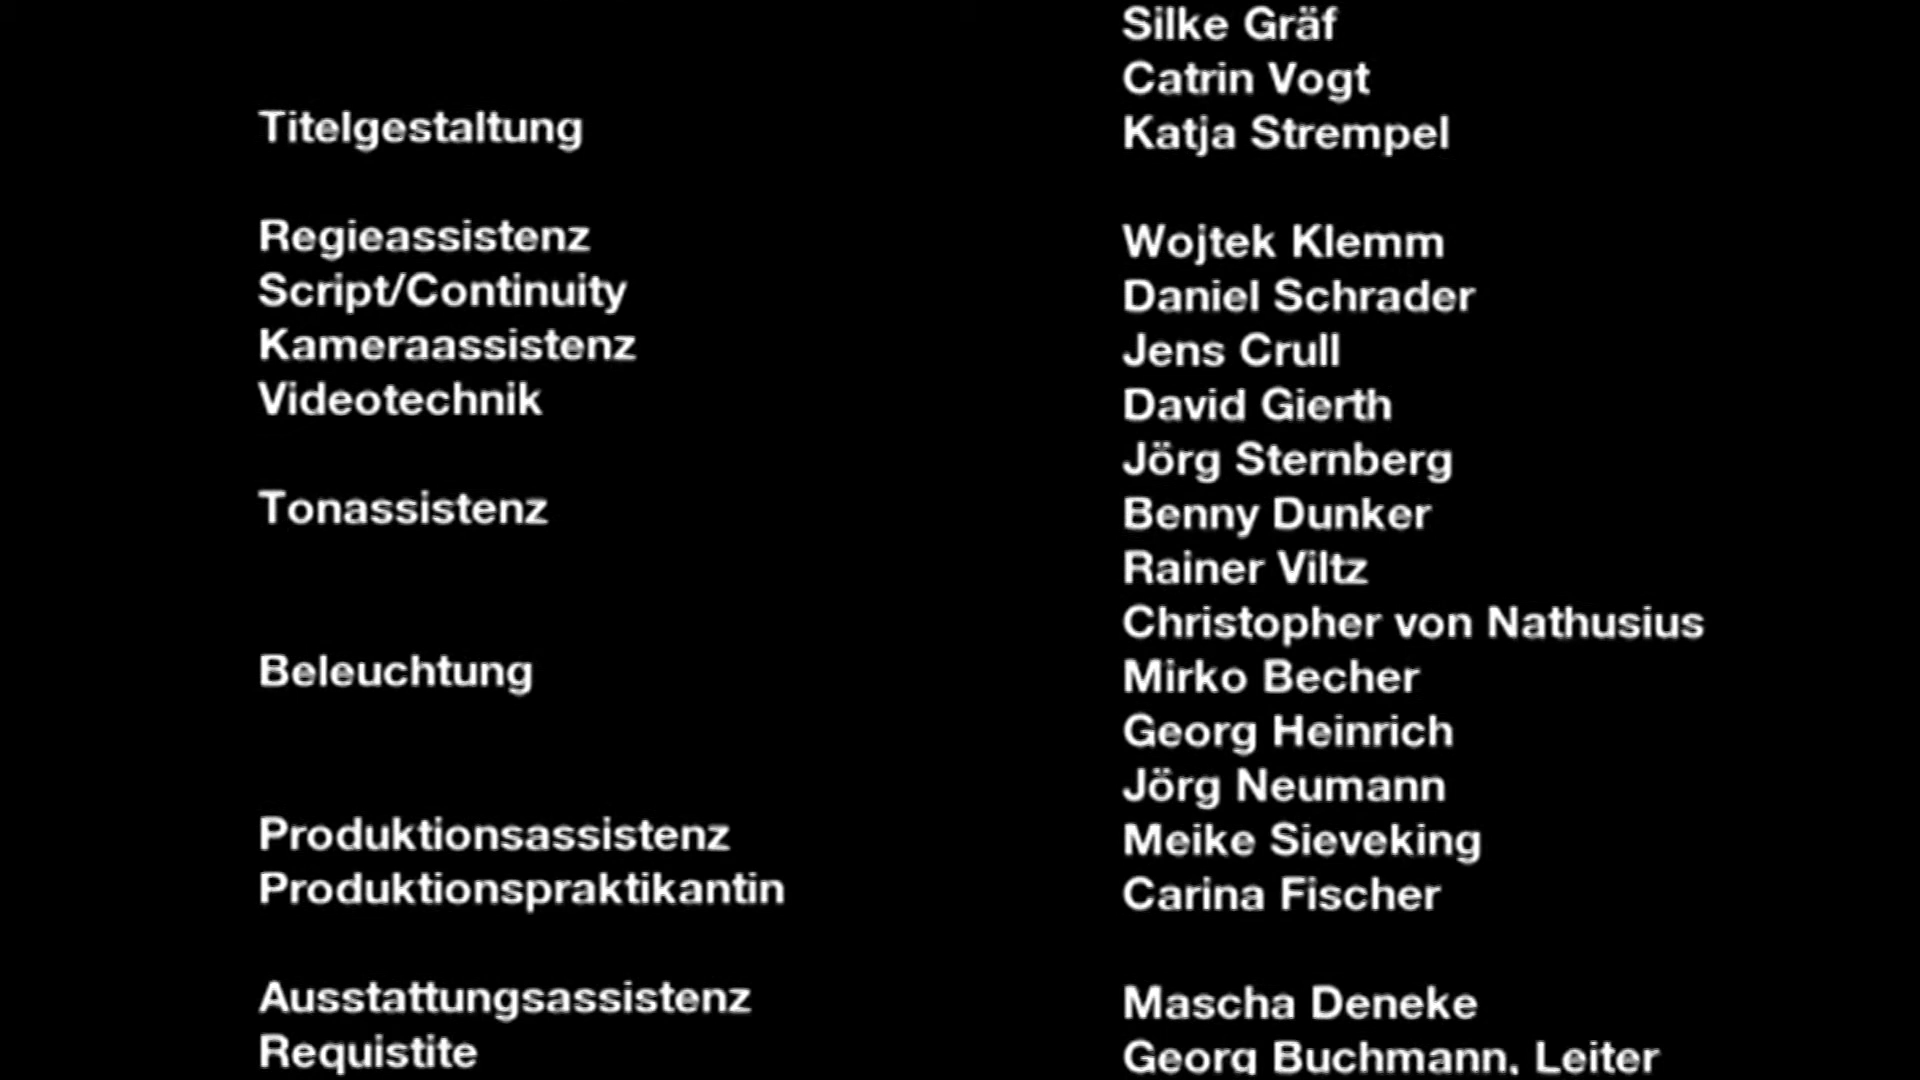 Silke Gräf
Catrin Vogt
Titelgestaltung Katja Strempel
Regieassistenz Wojtek Klemm
Script/Continuity Daniel Schrader
Kameraassistenz Jens Crull
Videotechnik David Gierth
Jörg Sternberg
Tonassistenz Benny Dunker
Rainer Viltz
Christopher von Nathusius
Beleuchtung Mirko Becher
Georg Heinrich
Jörg Neumann
Produktionsassistenz Meike Sieveking
Produktionspraktikantin Carina Fischer
Ausstattungsassistenz Mascha Deneke
Requistite Georg Buchmann, Leiter